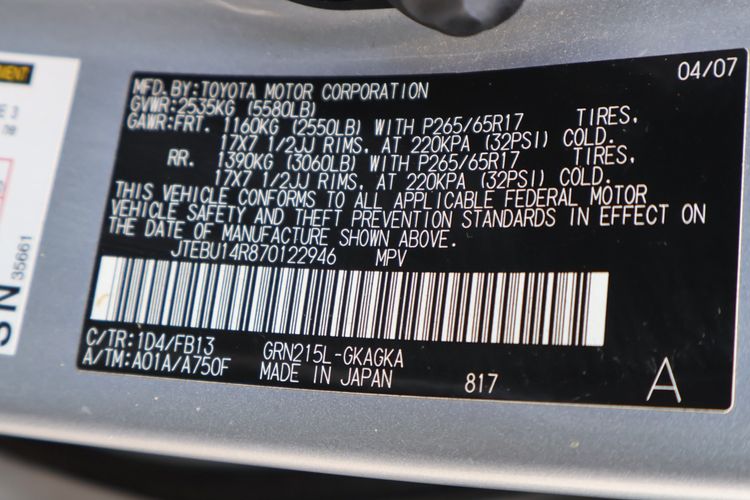 MENT
E 3
SN 35661
04/07
MFD.BY:TOYOTA MOTOR CORPORATION
GVWR:2535KG (5580LB)
GAWR:FRT. 1160KG (2550LB) WITH P265/65R17 TIRES,
17X7 1/2JJ RIMS, AT 220KPA (32PSI) COLD.
RR. 1390KG (3060LB) WITH P265/65R17 TIRES,
17X7 1/2JJ RIMS, AT 220KPA (32PSI) COLD.
THIS VEHICLE CONFORMS TO ALL APPLICABLE FEDERAL MOTOR
VEHICLE SAFETY AND THEFT PREVENTION STANDARDS IN EFFECT ON
THE DATE OF MANUFACTURE SHOWN ABOVE.
JTEBU14R870122946 MPV
C/TR:1D4/FB13 GRN215L-GKAGKA
A/TM:A01A/A750F MADE IN JAPAN 817 A